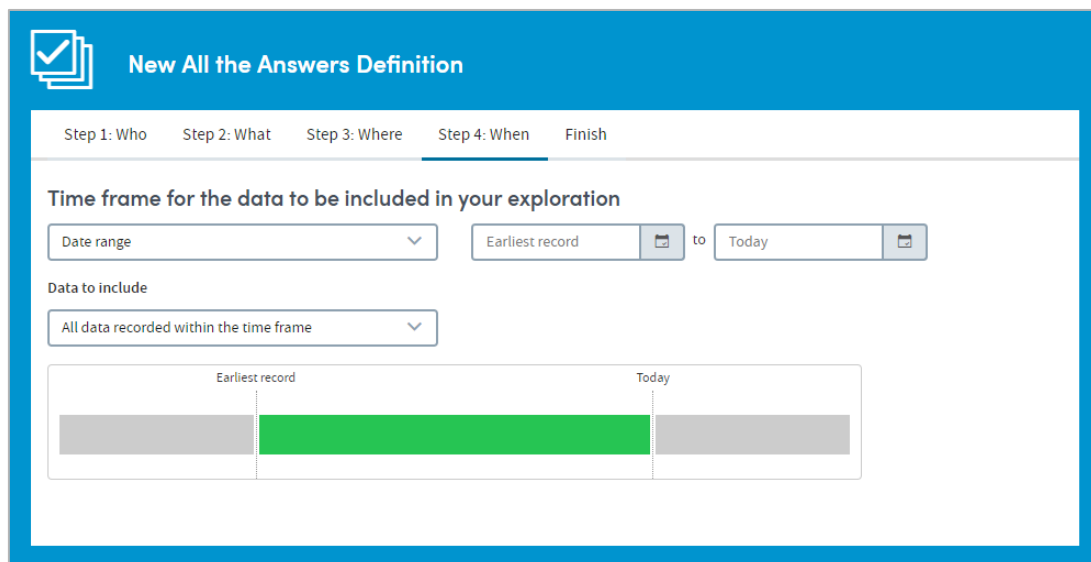 New All the Answers Definition
Step 1: Who Step 2: What Step 3: Where Step 4: When Finish
Time frame for the data to be included in your exploration
Date range Earliest record to Today
Data to include
All data recorded within the time frame
Earliest record Today